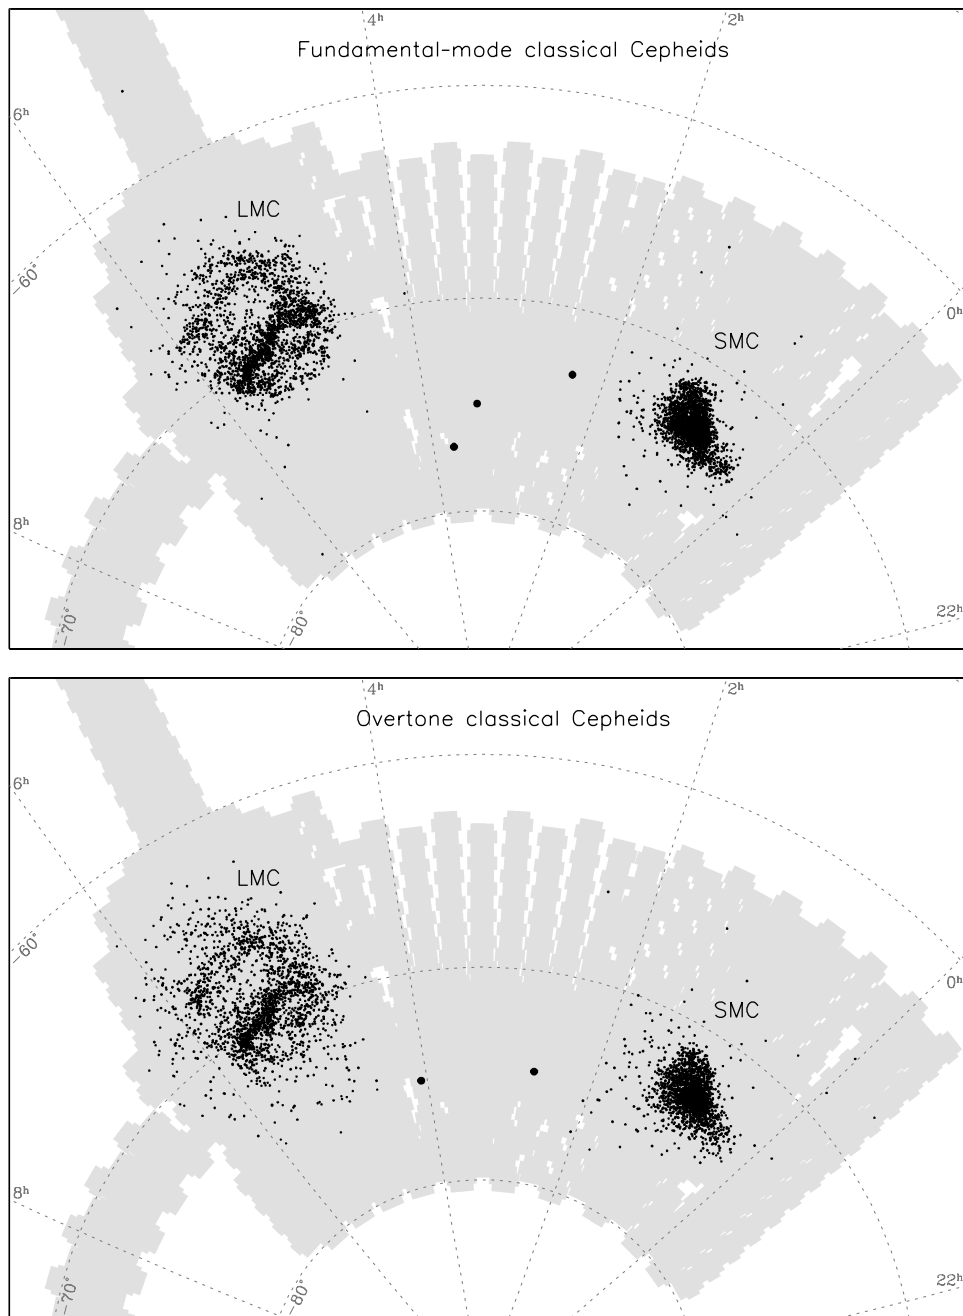 4ʰ
2ʰ
Fundamental-mode classical Cepheids
6ʰ
LMC
-60°
0ʰ
SMC
8ʰ
22ʰ
-70°
-80°
4ʰ
2ʰ
Overtone classical Cepheids
6ʰ
LMC
-60°
0ʰ
SMC
8ʰ
22ʰ
-70°
-80°